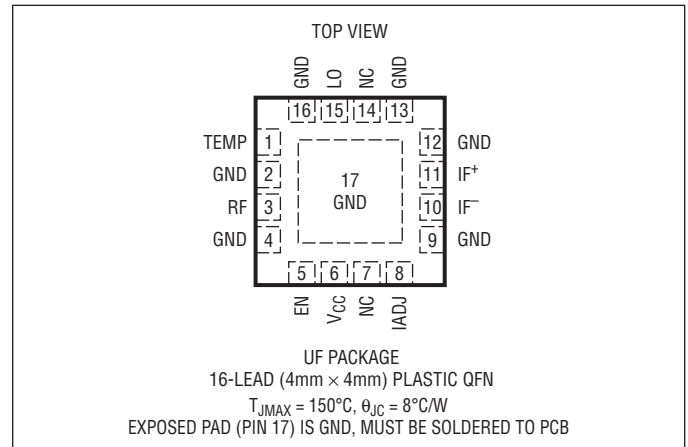 TOP VIEW
GND LO NC GND
16 15 14 13
TEMP 1
GND 2
RF 3
GND 4
17
GND
12 GND
11 IF+
10 IF−
9 GND
5 6 7 8
EN VCC NC IADJ
UF PACKAGE
16-LEAD (4mm × 4mm) PLASTIC QFN
TJMAX = 150°C, θJC = 8°C/W
EXPOSED PAD (PIN 17) IS GND, MUST BE SOLDERED TO PCB